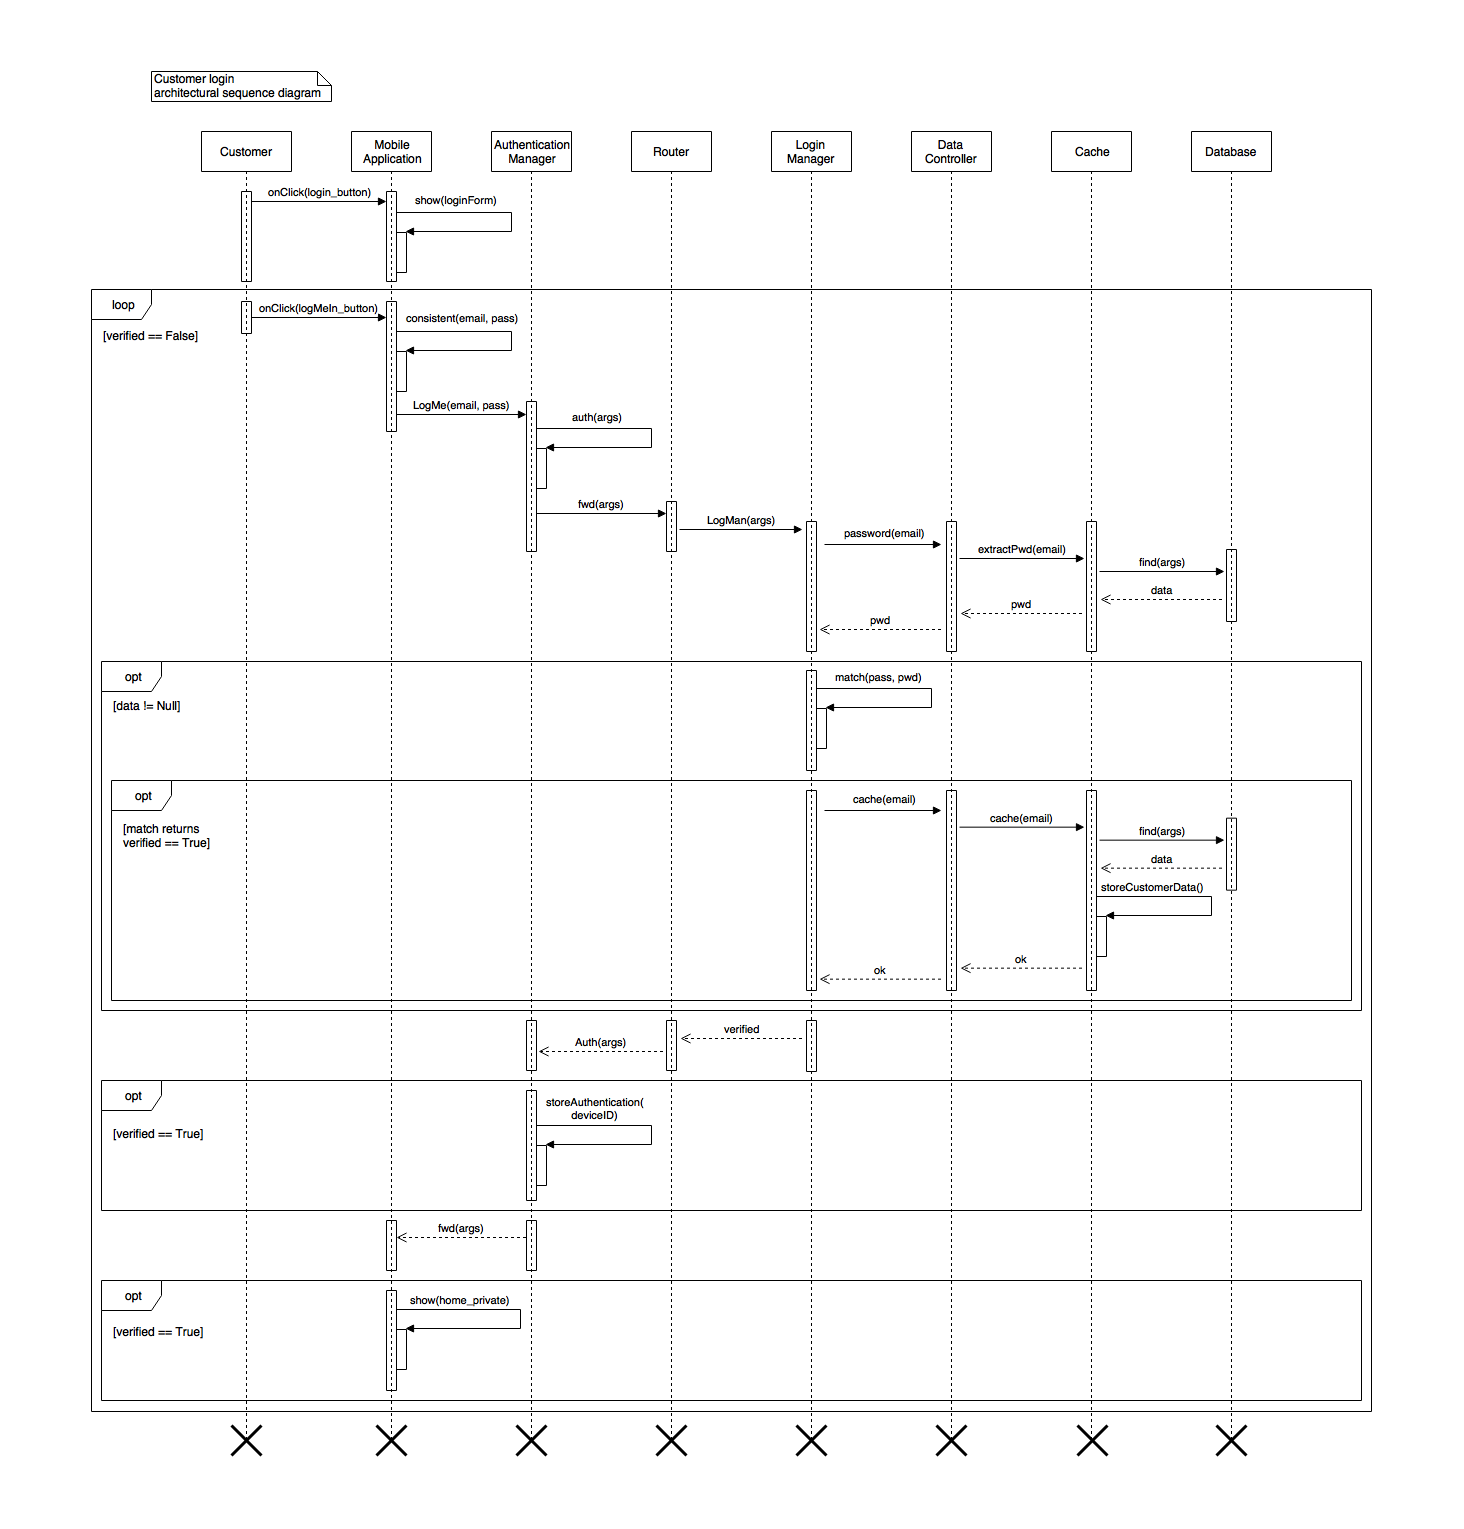 Customer login
architectural sequence diagram
Customer
Mobile
Application
Authentication
Manager
Router
Login
Manager
Data
Controller
Cache
Database
onClick(login_button)
show(loginForm)
loop
[verified == False]
onClick(logMeIn_button)
consistent(email, pass)
LogMe(email, pass)
auth(args)
fwd(args)
LogMan(args)
password(email)
extractPwd(email)
find(args)
data
pwd
pwd
opt
[data != Null]
match(pass, pwd)
opt
[match returns
verified == True]
cache(email)
cache(email)
find(args)
data
storeCustomerData()
ok
ok
verified
Auth(args)
opt
[verified == True]
storeAuthentication(
deviceID)
fwd(args)
opt
[verified == True]
show(home_private)